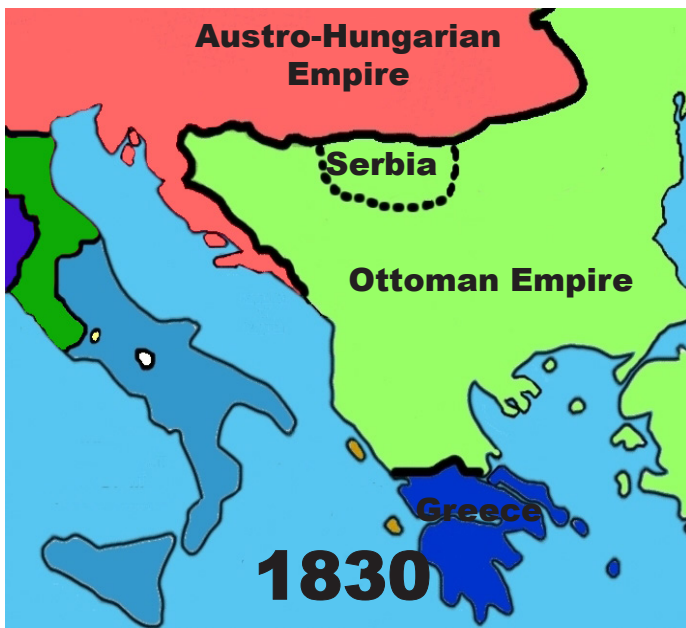 Austro-Hungarian
Empire
Serbia
Ottoman Empire
Greece
1830